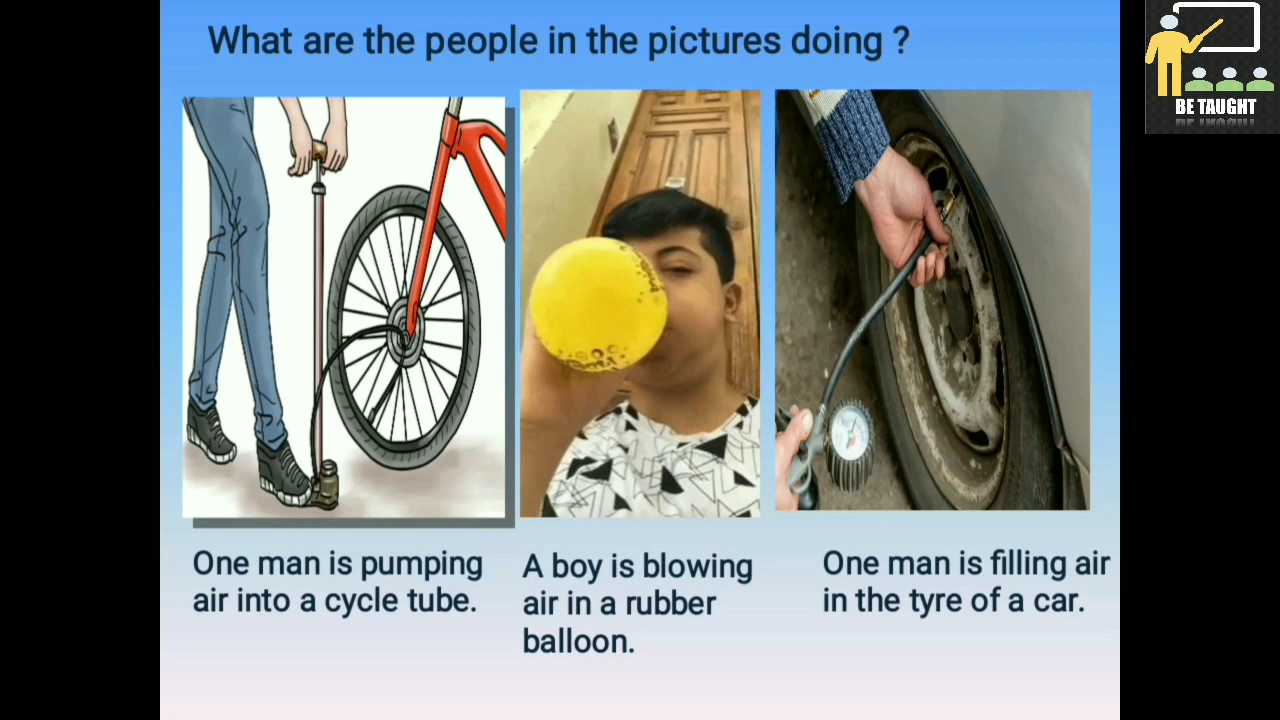 What are the people in the pictures doing ?
BE TAUGHT
One man is pumping
air into a cycle tube.
A boy is blowing
air in a rubber
balloon.
One man is filling air
in the tyre of a car.